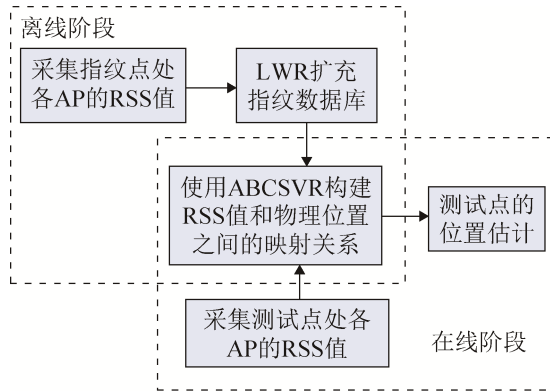 离线阶段
采集指纹点处
各AP的RSS值
LWR扩充
指纹数据库
使用ABCSVR构建
RSS值和物理位置
之间的映射关系
测试点的
位置估计
采集测试点处各
AP的RSS值
在线阶段